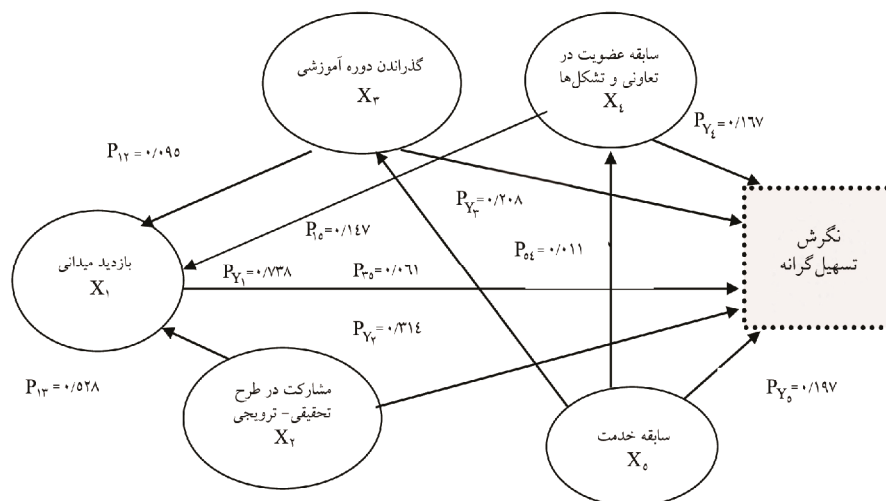 گذراندن دوره آموزشی
X۳
سابقه عضویت در
تعاونی و تشکل‌ها
X٤
P۱۲ = ۰/۰۹٥
PY٤ = ۰/۱٦۷
PY۳ = ۰/۲۰۸
P۱٥ = ۰/۱٤۷
P٥٤ = ۰/۰۱۱
نگرش
تسهیل‌گرانه
بازدید میدانی
X۱
PY۱ = ۰/۷۳۸
P۳٥ = ۰/۰٦۱
PY۲ = ۰/۳۱٤
P۱۳ = ۰/٥۲۸
مشارکت در طرح
تحقیقی- ترویجی
X۲
سابقه خدمت
X٥
PY٥ = ۰/۱۹۷